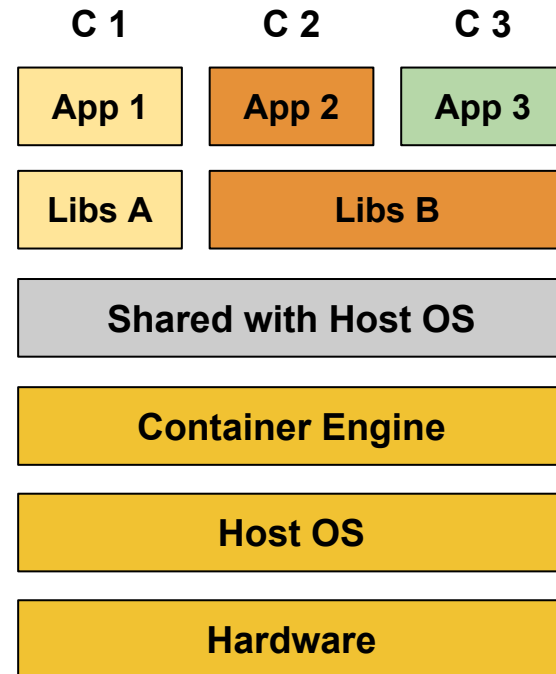 C 1 C 2 C 3
App 1 App 2 App 3
Libs A Libs B
Shared with Host OS
Container Engine
Host OS
Hardware